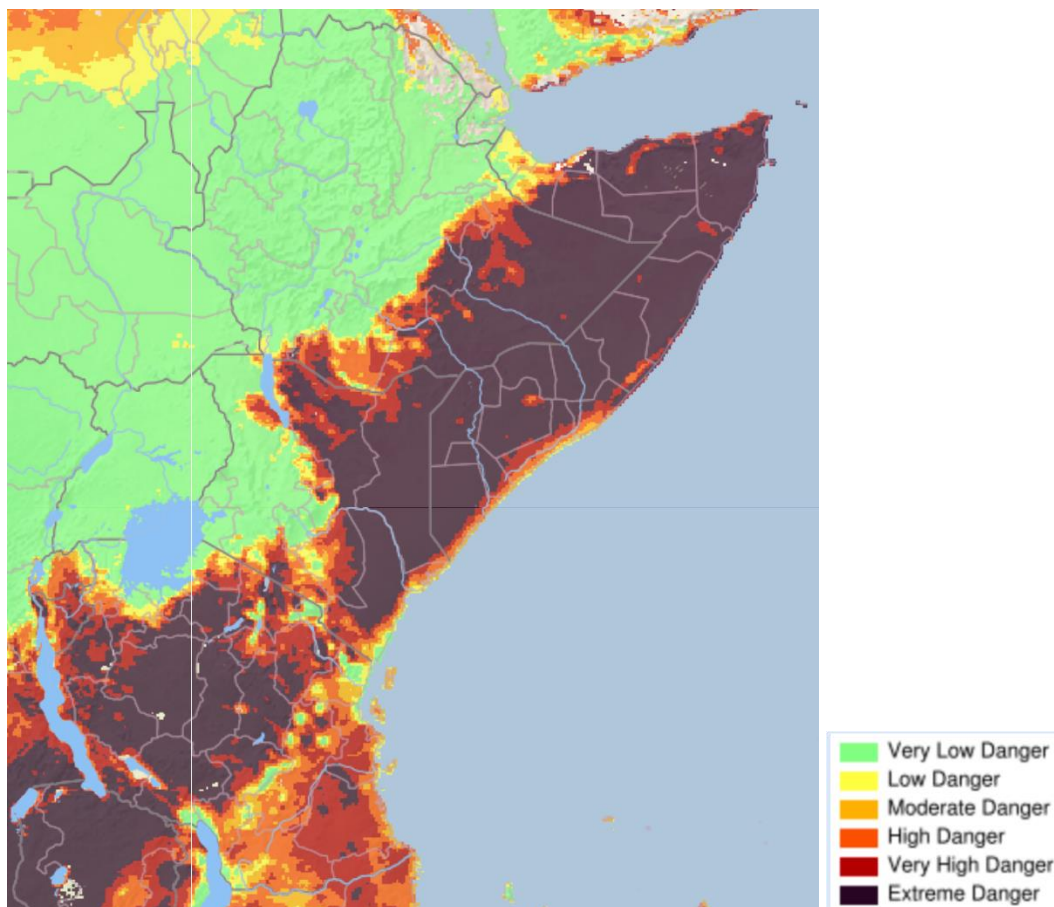 Very Low Danger
Low Danger
Moderate Danger
High Danger
Very High Danger
Extreme Danger